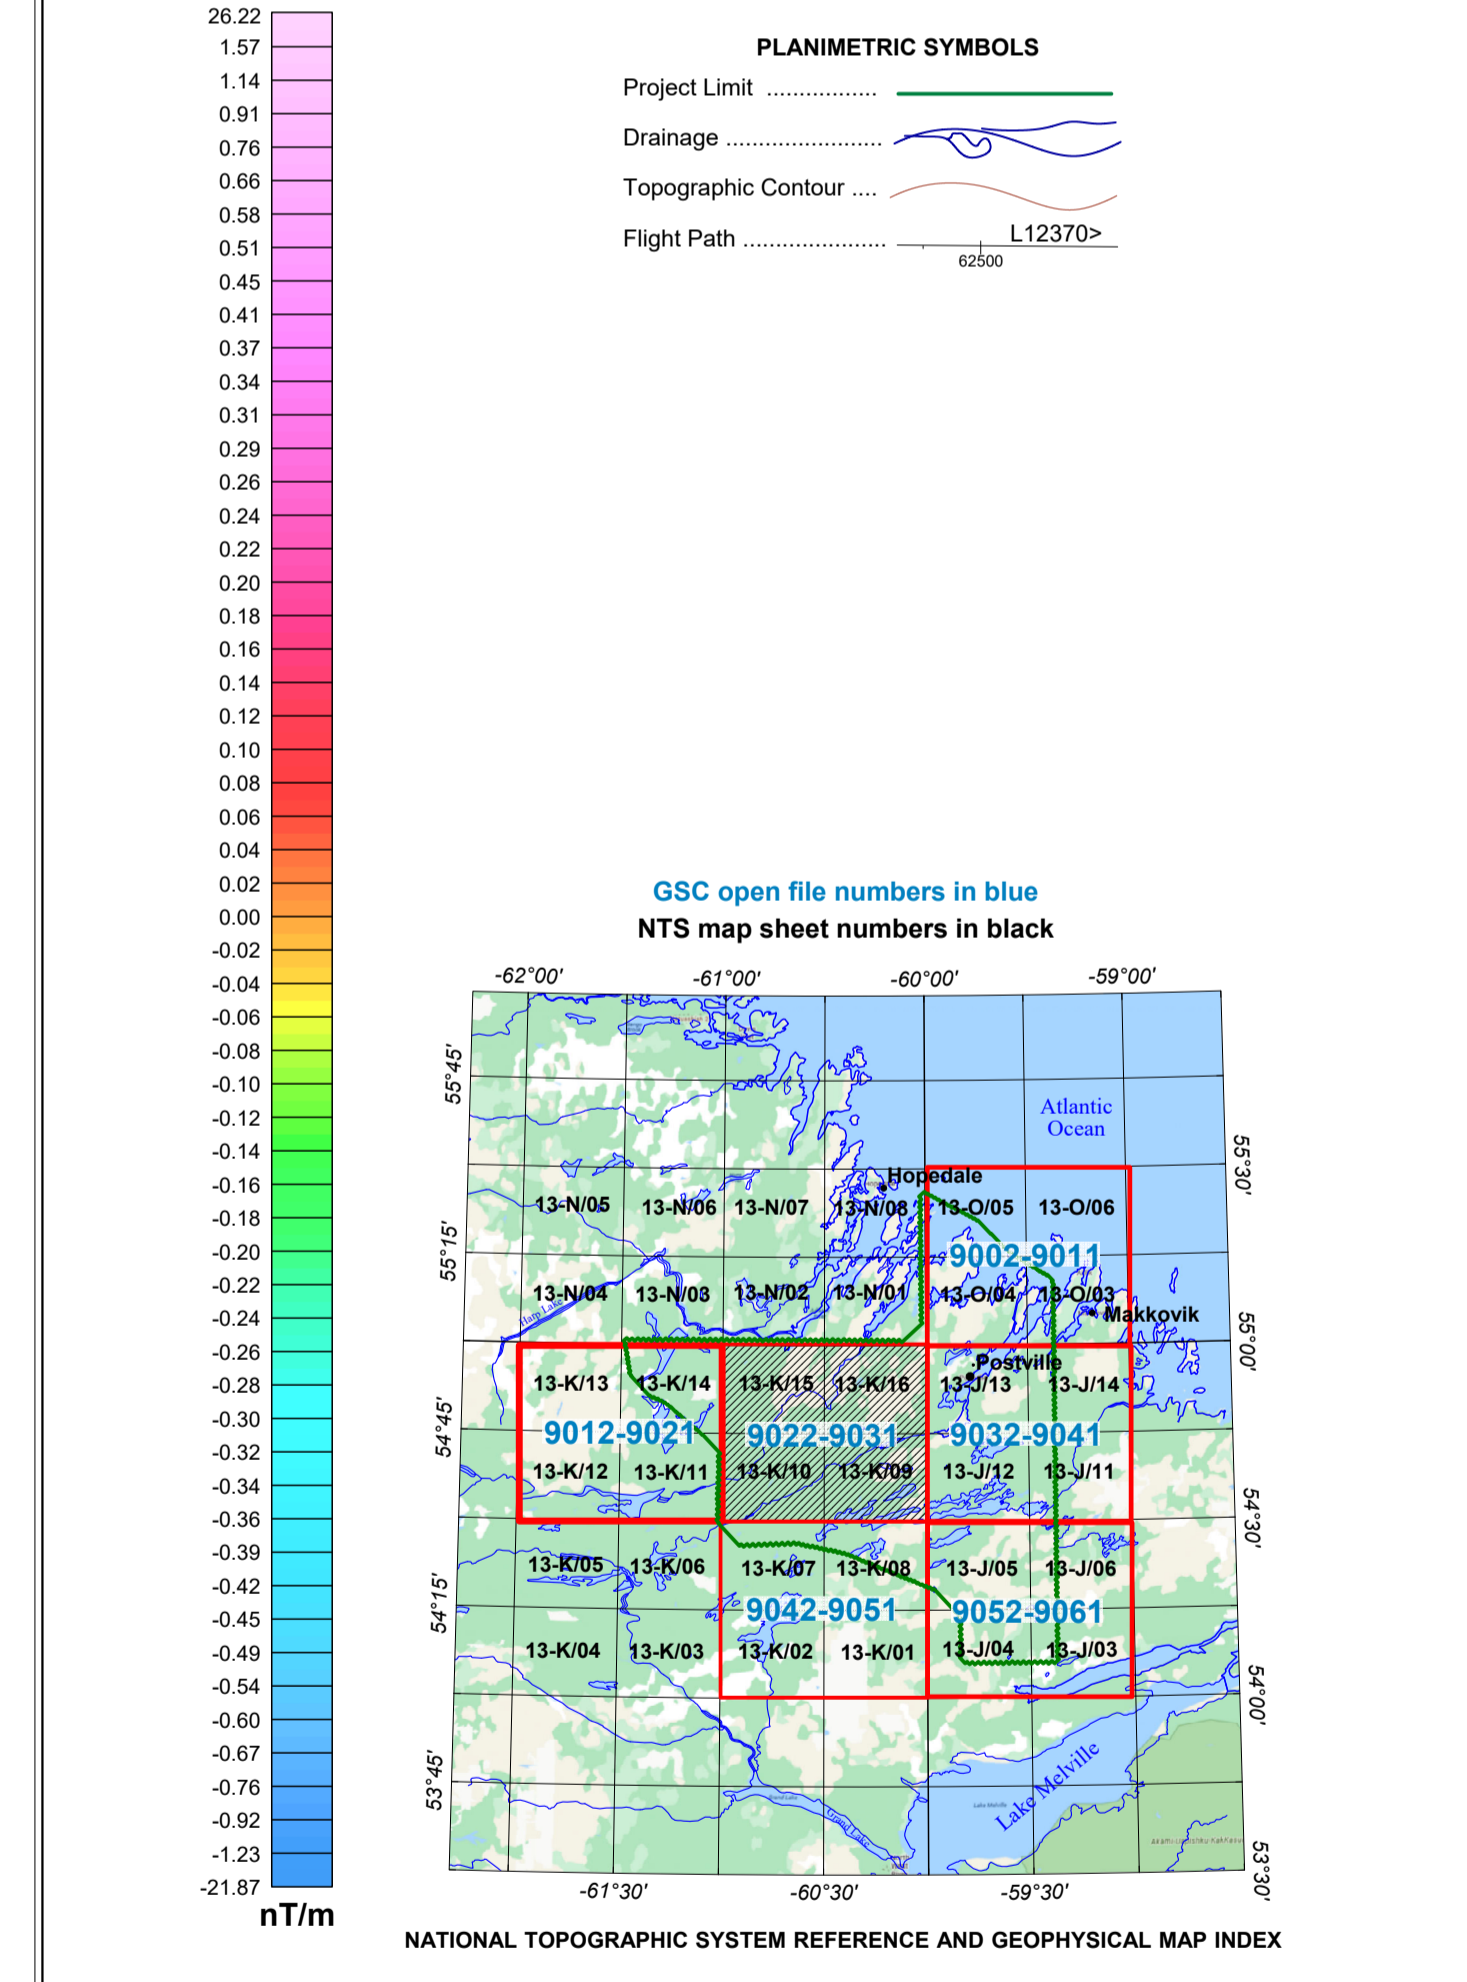 26.22
1.57
1.14
0.91
0.76
0.66
0.58
0.51
0.45
0.41
0.37
0.34
0.31
0.29
0.26
0.24
0.22
0.20
0.18
0.16
0.14
0.12
0.10
0.08
0.06
0.04
0.02
0.00
-0.02
-0.04
-0.06
-0.08
-0.10
-0.12
-0.14
-0.16
-0.18
-0.20
-0.22
-0.24
-0.26
-0.28
-0.30
-0.32
-0.34
-0.36
-0.39
-0.42
-0.45
-0.49
-0.54
-0.60
-0.67
-0.76
-0.92
-1.23
-21.87
nT/m
PLANIMETRIC SYMBOLS
Project Limit .................
Drainage ........................
Topographic Contour ....
Flight Path ......................
L12370>
62500
GSC open file numbers in blue
NTS map sheet numbers in black
-62°00' -61°00' -60°00' -59°00'
55°45'
Atlantic
Ocean
55°30'
Hopedale
13-N/05 13-N/06 13-N/07 13-N/08 13-O/05 13-O/06
55°15'
9002-9011
13-N/04 13-N/03 13-N/02 13-N/01 13-O/04 13-O/03
Harp Lake
Makkovik
55°00'
Postville
13-K/13 13-K/14 13-K/15 13-K/16 13-J/13 13-J/14
54°45'
9012-9021 9022-9031 9032-9041
13-K/12 13-K/11 13-K/10 13-K/09 13-J/12 13-J/11
54°30'
13-K/05 13-K/06 13-K/07 13-K/08 13-J/05 13-J/06
54°15'
9042-9051 9052-9061
13-K/04 13-K/03 13-K/02 13-K/01 13-J/04 13-J/03
54°00'
53°45'
Lake Melville
Lake Melville
Grand Lake
Grand Lake
53°30'
-61°30' -60°30' -59°30'
NATIONAL TOPOGRAPHIC SYSTEM REFERENCE AND GEOPHYSICAL MAP INDEX